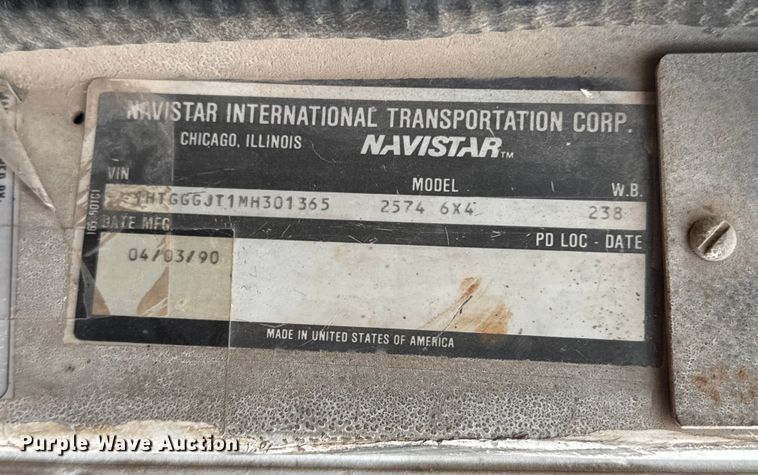 NAVISTAR INTERNATIONAL TRANSPORTATION CORP.
CHICAGO, ILLINOIS NAVISTAR™
VIN MODEL W.B.
1HTGGGJT1MH301365 2574 6X4 238
DATE MFG PD LOC - DATE
04/03/90
MADE IN UNITED STATES OF AMERICA
Purple Wave Auction